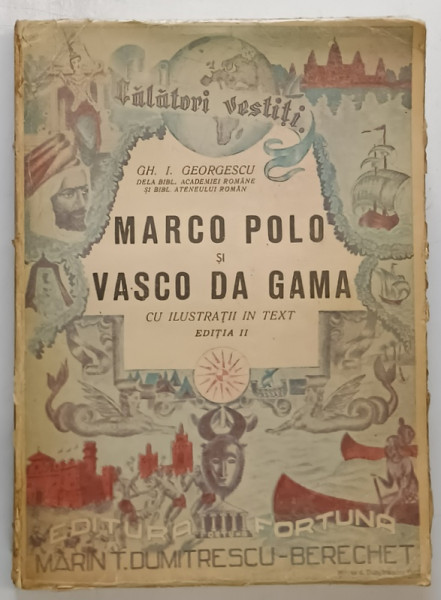 Călători vestiți.
GH. I. GEORGESCU
DELA BIBL. ACADEMIEI ROMÂNE
ȘI BIBL. ATENEULUI ROMÂN
MARCO POLO
ȘI
VASCO DA GAMA
CU ILUSTRAȚII IN TEXT
EDIȚIA II
EDITURA FORTUNA
FORTUNA
MARIN T. DUMITRESCU-BERECHET